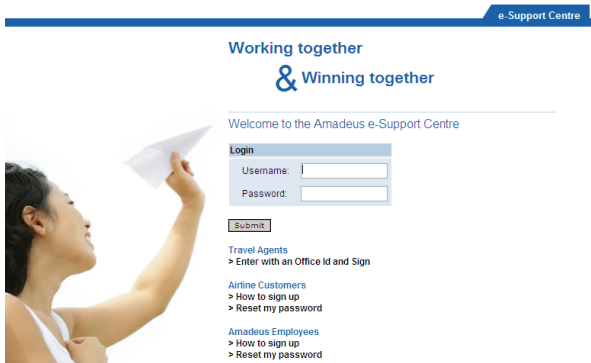 e-Support Centre
Working together
& Winning together
Welcome to the Amadeus e-Support Centre
Login
Username:
Password:
Submit
Travel Agents
> Enter with an Office Id and Sign
Airline Customers
> How to sign up
> Reset my password
Amadeus Employees
> How to sign up
> Reset my password